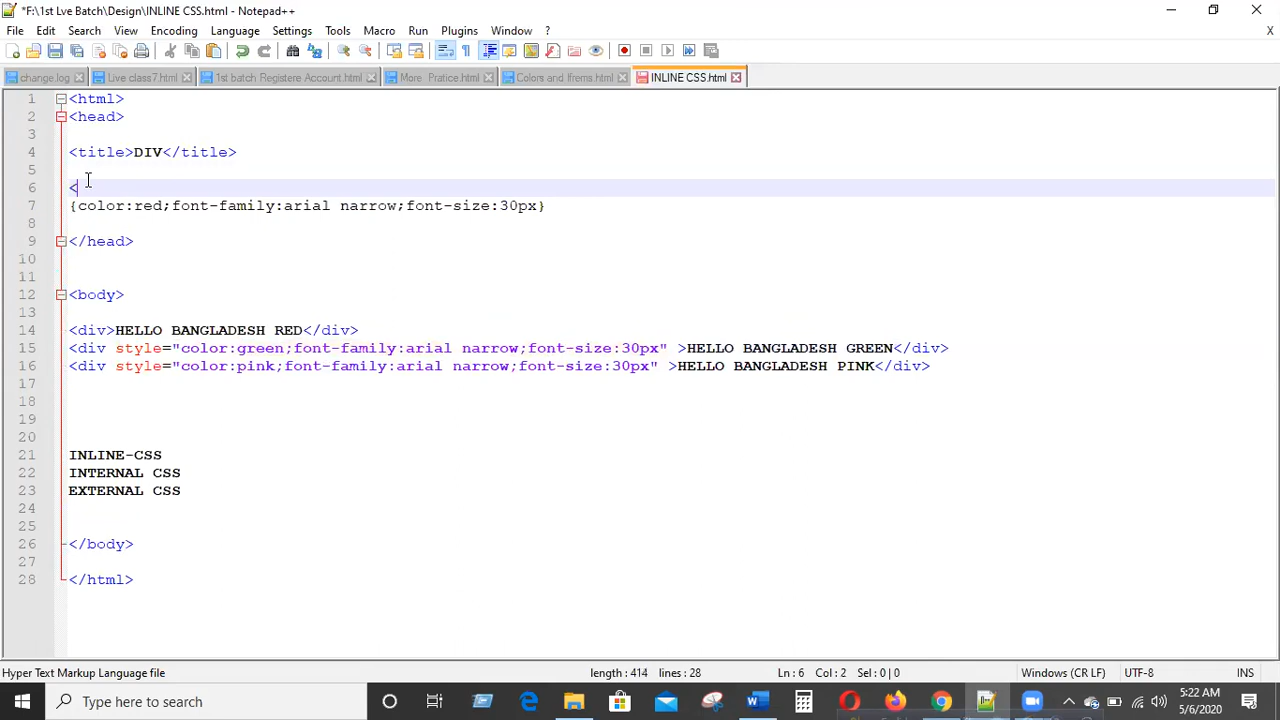 *F:\1st Lve Batch\Design\INLINE CSS.html - Notepad++
File Edit Search View Encoding Language Settings Tools Macro Run Plugins Window ? X
change.log Live class7.html 1st batch Registere Account.html More Pratice.html Colors and Ifrems.html INLINE CSS.html
1 <html>
2 <head>
3
4 <title>DIV</title>
5
6 <
7 {color:red;font-family:arial narrow;font-size:30px}
8
9 </head>
10
11
12 <body>
13
14 <div>HELLO BANGLADESH RED</div>
15 <div style="color:green;font-family:arial narrow;font-size:30px" >HELLO BANGLADESH GREEN</div>
16 <div style="color:pink;font-family:arial narrow;font-size:30px" >HELLO BANGLADESH PINK</div>
17
18
19
20
21 INLINE-CSS
22 INTERNAL CSS
23 EXTERNAL CSS
24
25
26 </body>
27
28 </html>
Hyper Text Markup Language file length : 414 lines : 28 Ln : 6 Col : 2 Sel : 0 | 0 Windows (CR LF) UTF-8 INS
Type here to search
5:22 AM
5/6/2020